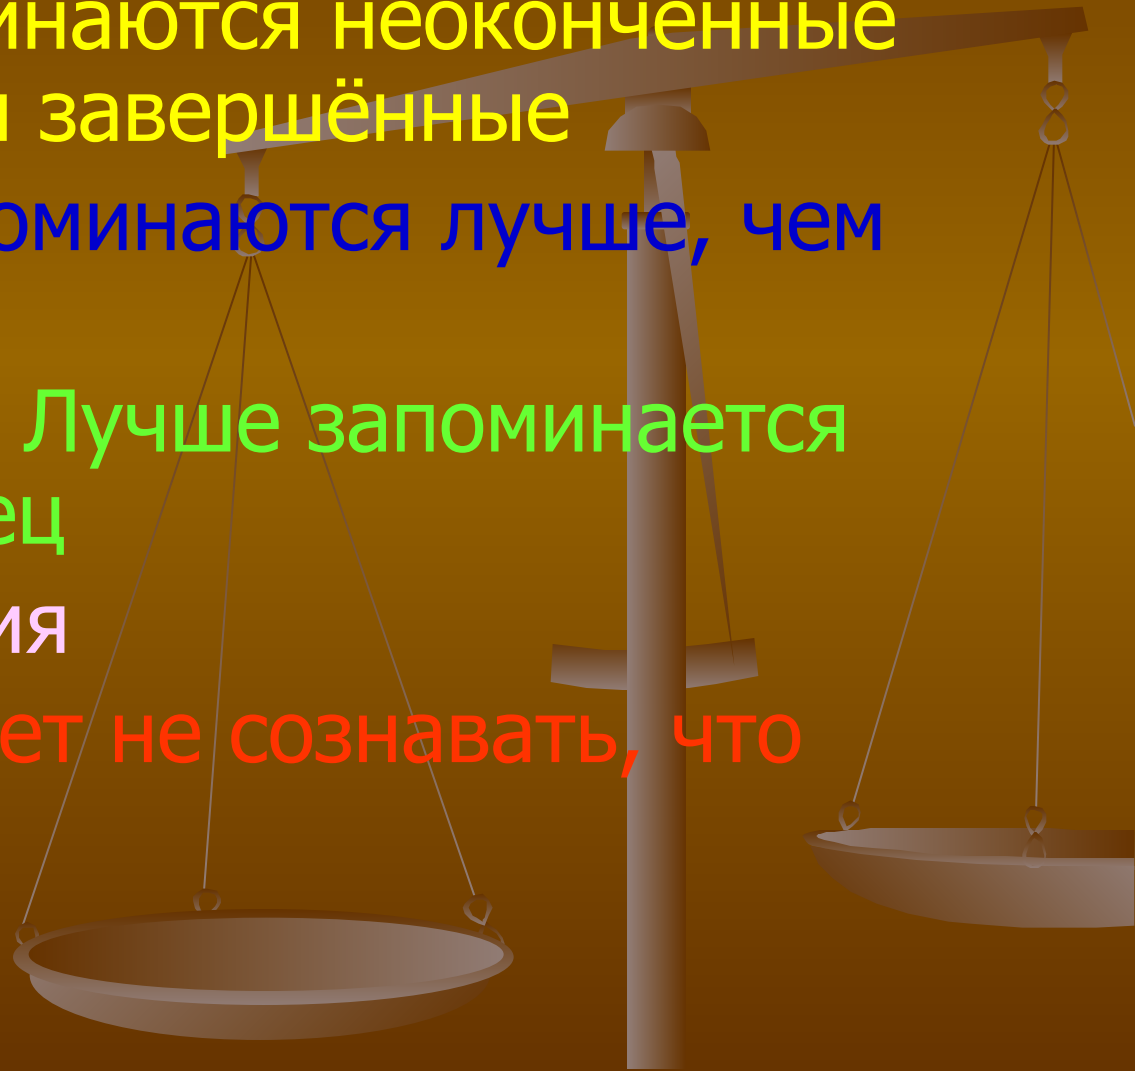 инаются неоконченные
и завершённые
оминаются лучше, чем
Лучше запоминается
ец
ия
ет не сознавать, что